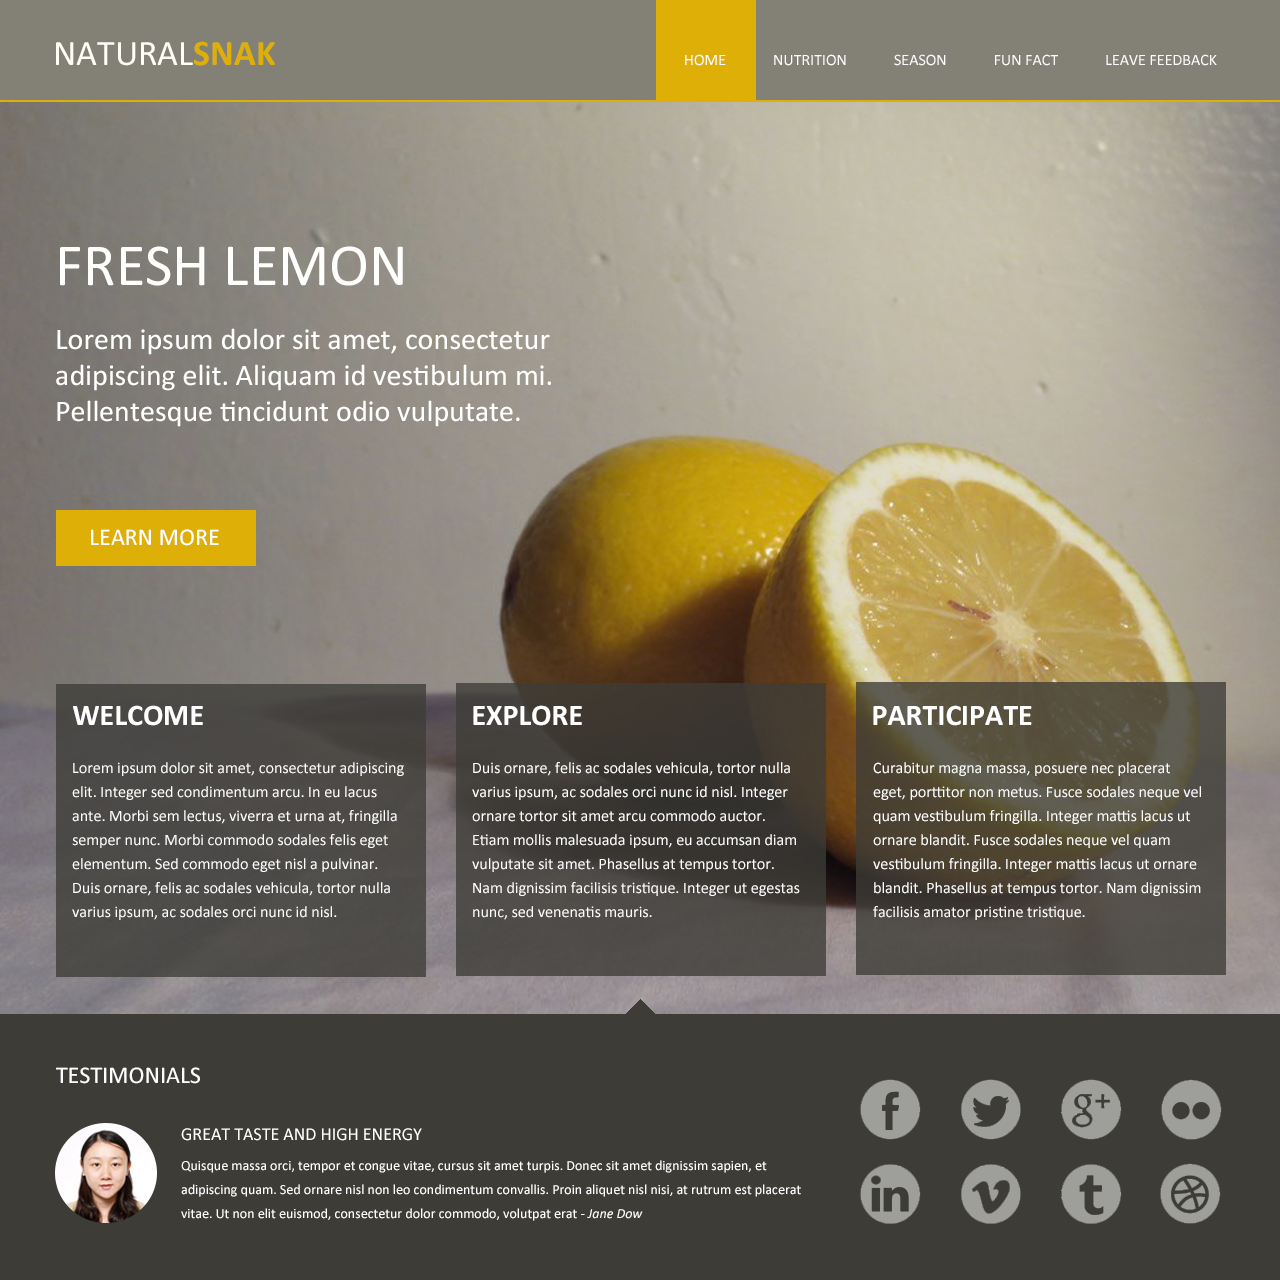 NATURALSNAK
HOME
NUTRITION
SEASON
FUN FACT
LEAVE FEEDBACK
FRESH LEMON
Lorem ipsum dolor sit amet, consectetur
adipiscing elit. Aliquam id vestibulum mi.
Pellentesque tincidunt odio vulputate.
LEARN MORE
WELCOME
Lorem ipsum dolor sit amet, consectetur adipiscing
elit. Integer sed condimentum arcu. In eu lacus
ante. Morbi sem lectus, viverra et urna at, fringilla
semper nunc. Morbi commodo sodales felis eget
elementum. Sed commodo eget nisl a pulvinar.
Duis ornare, felis ac sodales vehicula, tortor nulla
varius ipsum, ac sodales orci nunc id nisl.
EXPLORE
Duis ornare, felis ac sodales vehicula, tortor nulla
varius ipsum, ac sodales orci nunc id nisl. Integer
ornare tortor sit amet arcu commodo auctor.
Etiam mollis malesuada ipsum, eu accumsan diam
vulputate sit amet. Phasellus at tempus tortor.
Nam dignissim facilisis tristique. Integer ut egestas
nunc, sed venenatis mauris.
PARTICIPATE
Curabitur magna massa, posuere nec placerat
eget, porttitor non metus. Fusce sodales neque vel
quam vestibulum fringilla. Integer mattis lacus ut
ornare blandit. Fusce sodales neque vel quam
vestibulum fringilla. Integer mattis lacus ut ornare
blandit. Phasellus at tempus tortor. Nam dignissim
facilisis amator pristine tristique.
TESTIMONIALS
GREAT TASTE AND HIGH ENERGY
Quisque massa orci, tempor et congue vitae, cursus sit amet turpis. Donec sit amet dignissim sapien, et
adipiscing quam. Sed ornare nisl non leo condimentum convallis. Proin aliquet nisl nisi, at rutrum est placerat
vitae. Ut non elit euismod, consectetur dolor commodo, volutpat erat - Jane Dow
f
g+
in
v
t